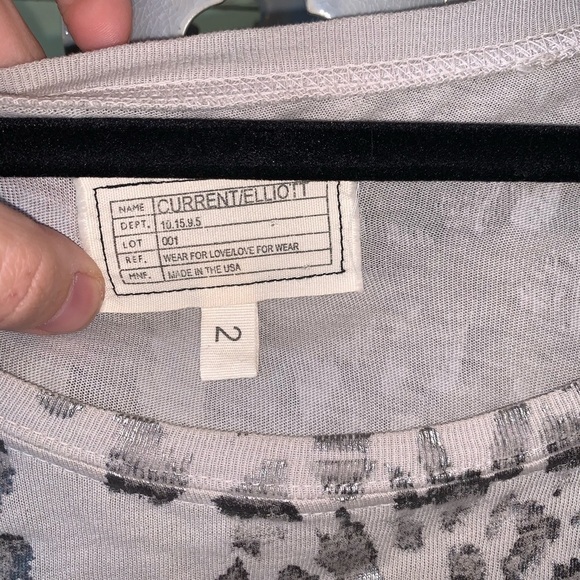 NAME CURRENT/ELLIOTT
DEPT. 10.15.9.5
LOT 001
REF. WEAR FOR LOVE/LOVE FOR WEAR
MNF. MADE IN THE USA
2